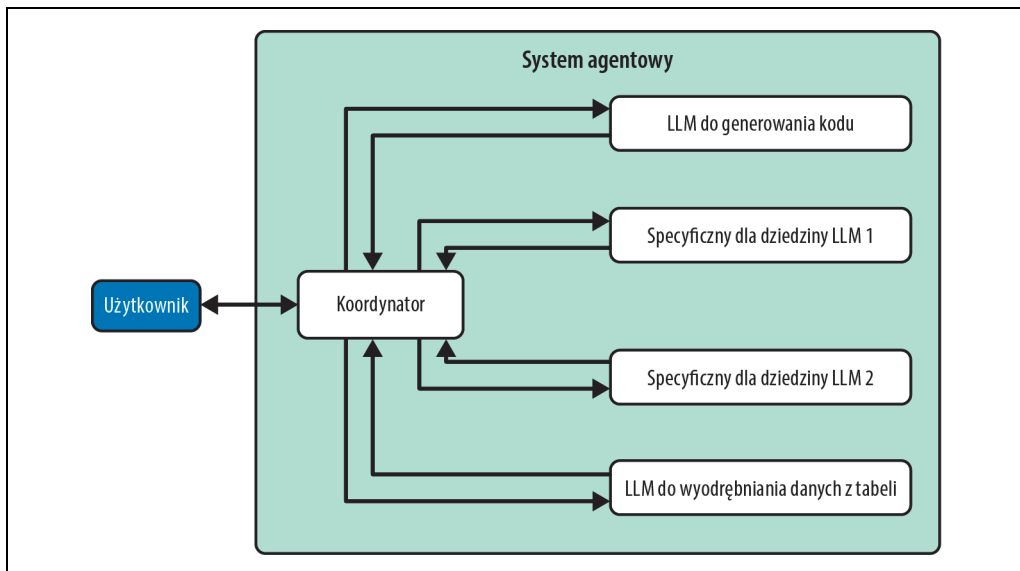 System agentowy
LLM do generowania kodu
Specyficzny dla dziedziny LLM 1
Użytkownik
Koordynator
Specyficzny dla dziedziny LLM 2
LLM do wyodrębniania danych z tabeli